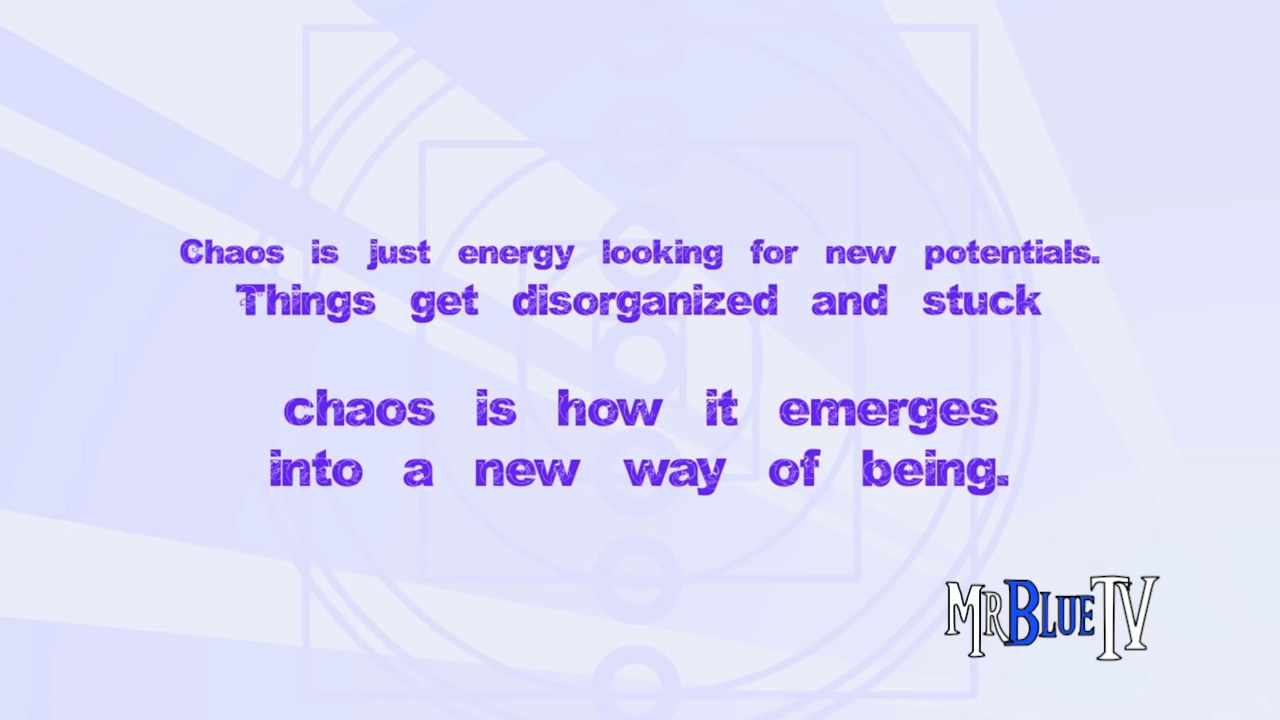 Chaos is just energy looking for new potentials.
Things get disorganized and stuck
chaos is how it emerges
into a new way of being.
MRBLUETV